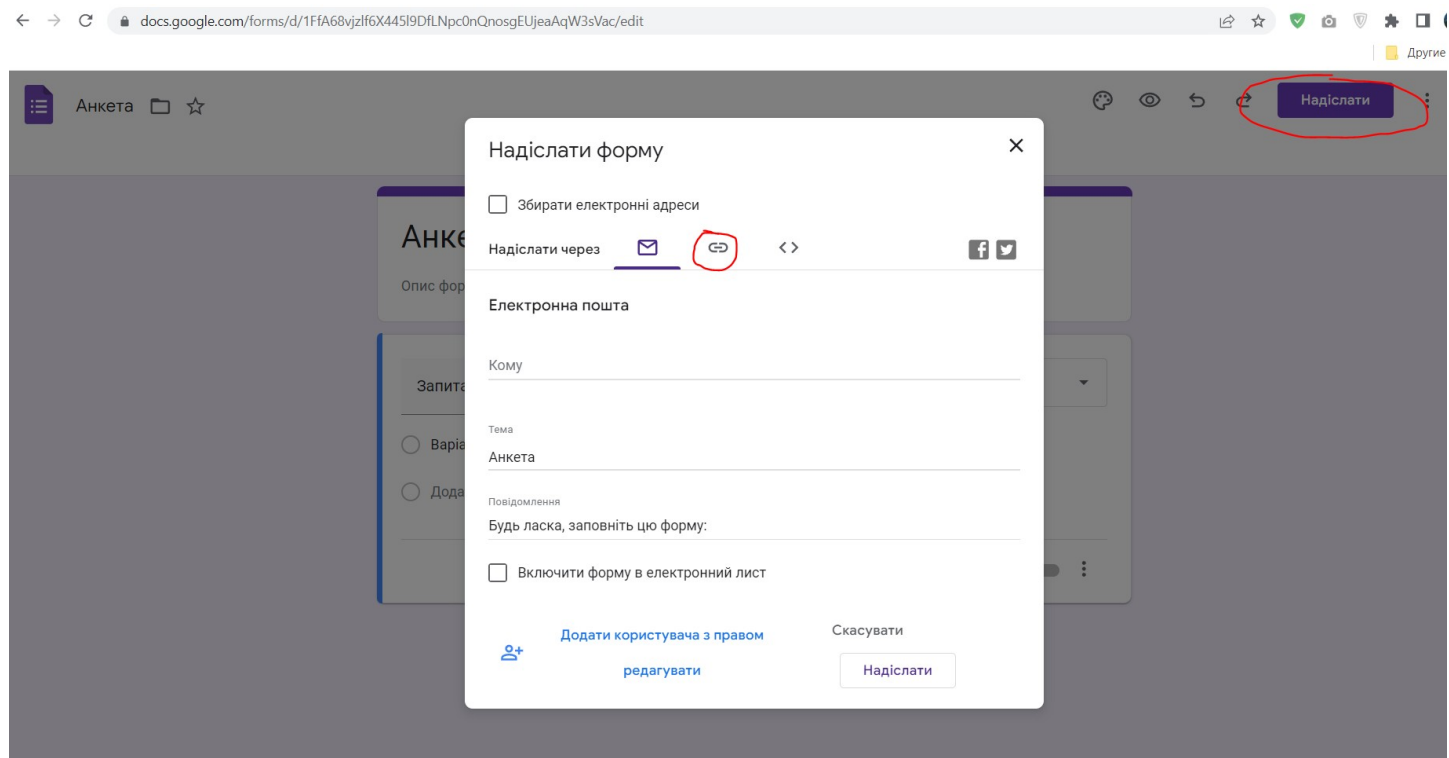 docs.google.com/forms/d/1FfA68vjzlf6X445l9DfLNpc0nQnosgEUjeaAqW3sVac/edit
Другие
Анкета
Надіслати
Надіслати форму
Збирати електронні адреси
Надіслати через
Електронна пошта
Кому
Тема
Анкета
Повідомлення
Будь ласка, заповніть цю форму:
Включити форму в електронний лист
Додати користувача з правом
редагувати
Скасувати
Надіслати
Анке
Опис фор
Запита
Варіа
Дода